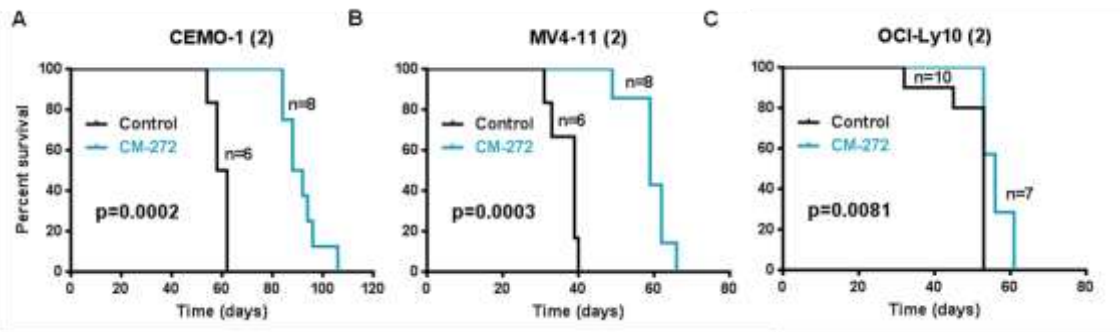 A
CEMO-1 (2)
Percent survival
100
80
60
40
20
0
Control
CM-272
n=8
n=6
p=0.0002
0 20 40 60 80 100 120
Time (days)
B
MV4-11 (2)
100
80
60
40
20
0
Control
CM-272
n=8
n=6
p=0.0003
0 20 40 60 80
Time (days)
C
OCI-Ly10 (2)
100
80
60
40
20
0
n=10
Control
CM-272
n=7
p=0.0081
0 20 40 60 80
Time (days)